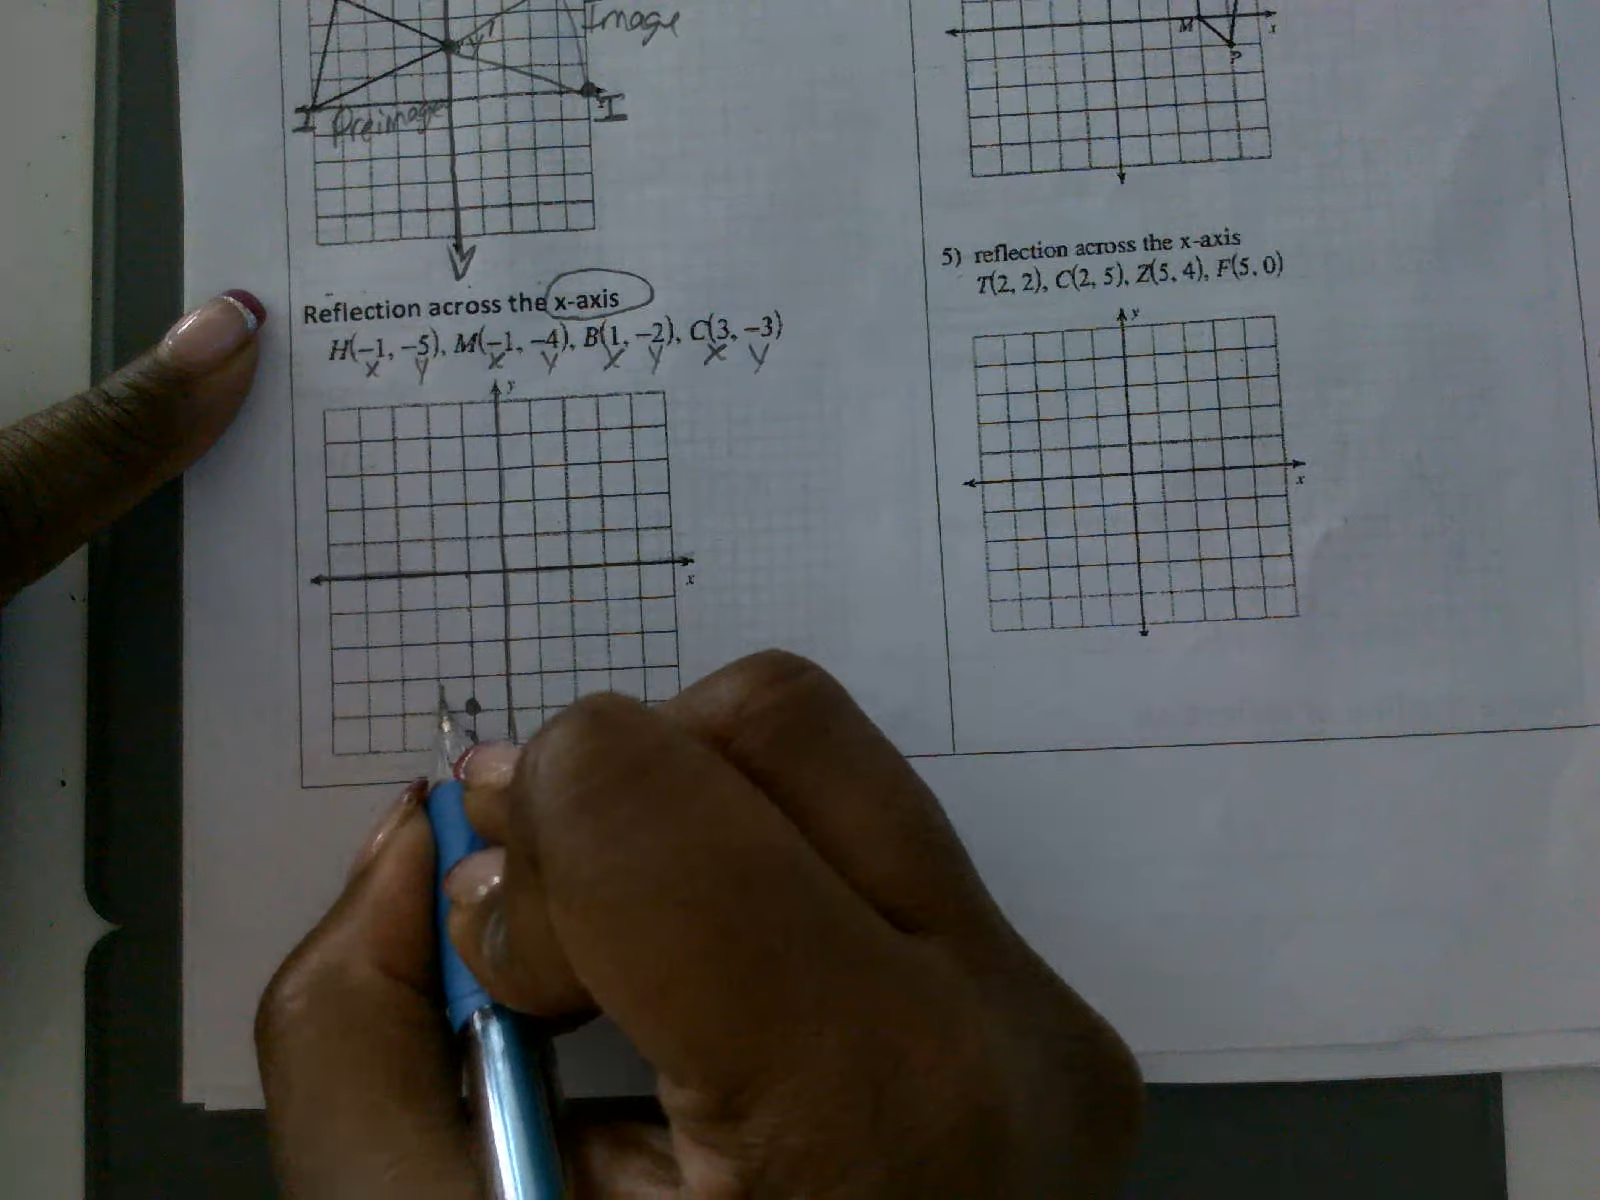 Image
y
I
Preimage
I
M
x
P
Reflection across the x-axis
H(−1, −5), M(−1, −4), B(1, −2), C(3, −3)
x y x y x y x y
y
x
5) reflection across the x-axis
T(2, 2), C(2, 5), Z(5, 4), F(5, 0)
y
x